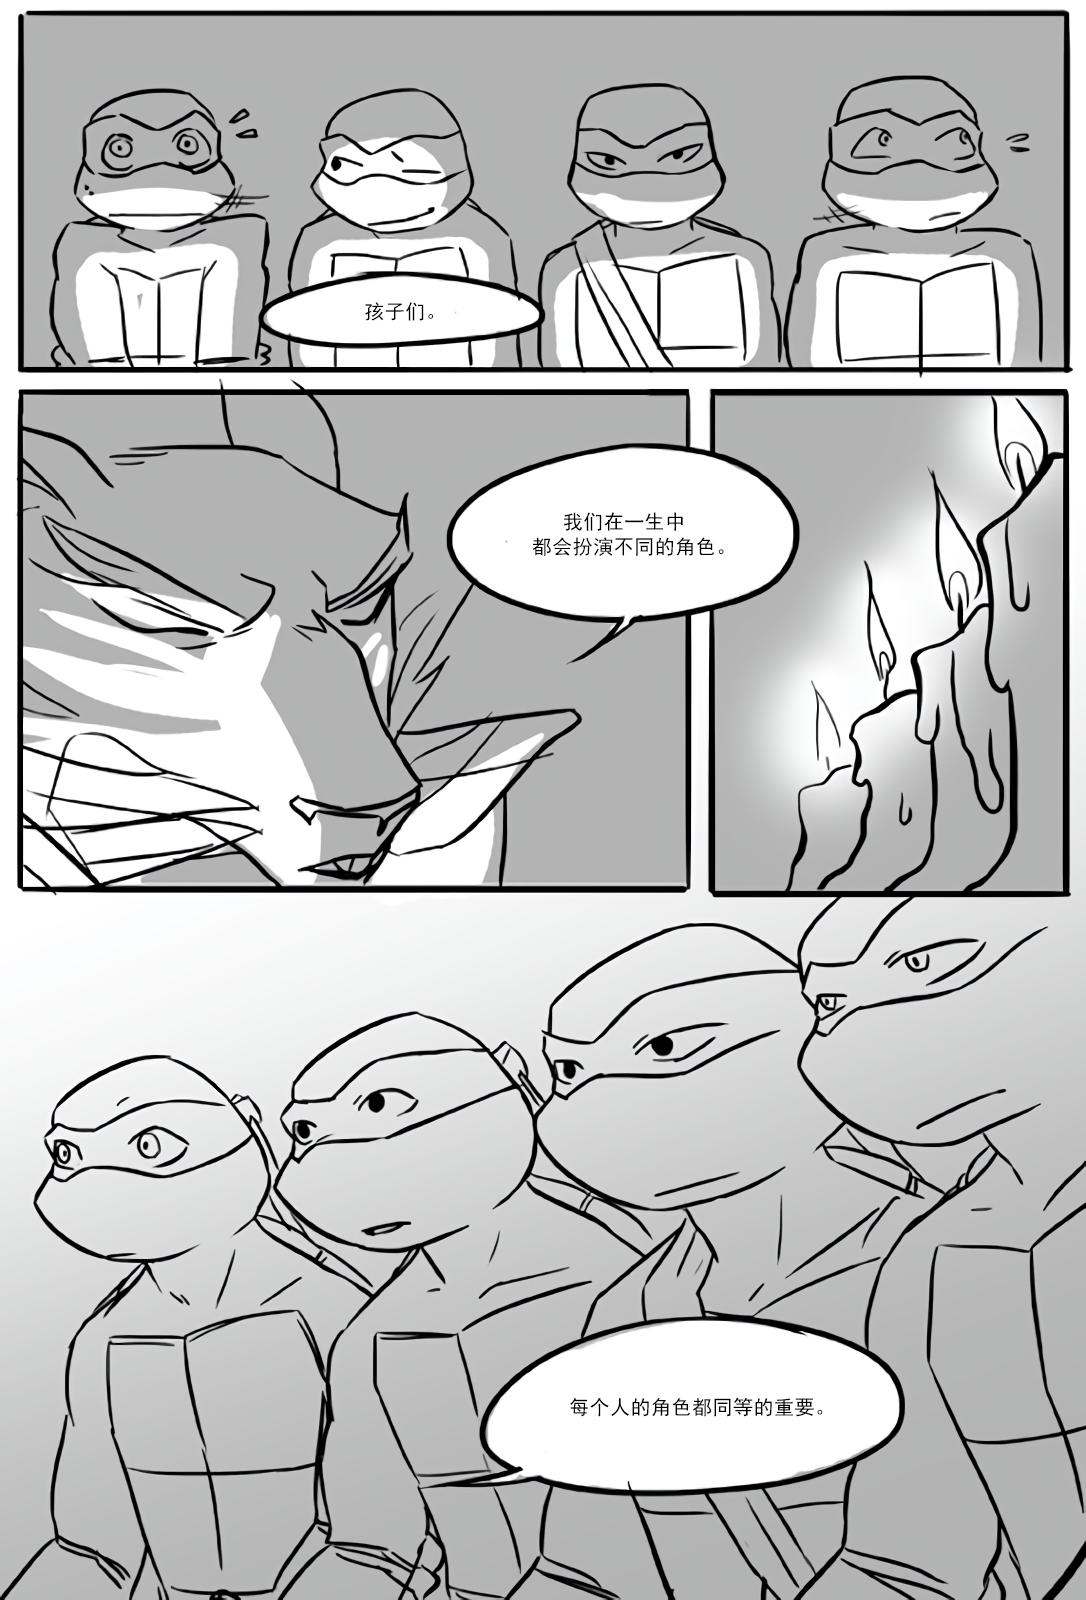 孩子们。
我们在一生中
都会扮演不同的角色。
每个人的角色都同等的重要。